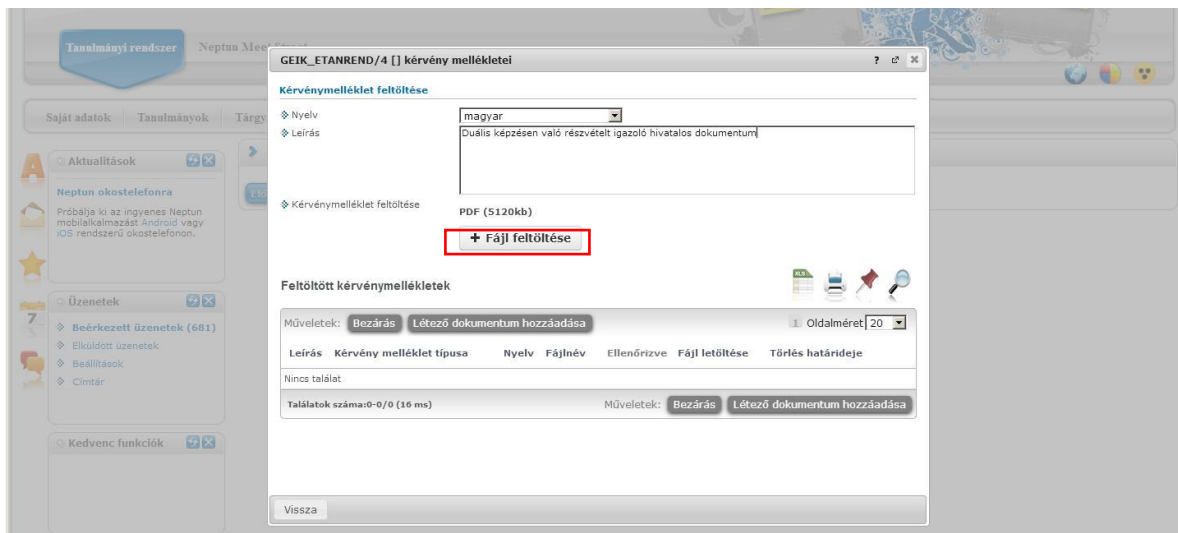 Tanulmányi rendszer Neptun Meet Street
Saját adatok Tanulmányok Tárgy
Aktualitások
Neptun okostelefonra
Próbálja ki az ingyenes Neptun
mobilalkalmazást Android vagy
iOS rendszerű okostelefonon.
Üzenetek
7
Beérkezett üzenetek (681)
Elküldött üzenetek
Beállítások
Címtár
Kedvenc funkciók
GEIK_ETANREND/4 [] kérvény mellékletei ?
Kérvénymelléklet feltöltése
Nyelv magyar
Leírás Duális képzésen való részvételt igazoló hivatalos dokumentum
Kérvénymelléklet feltöltése PDF (5120kb)
+ Fájl feltöltése
Feltöltött kérvénymellékletek
XLS
Műveletek: Bezárás Létező dokumentum hozzáadása 1 Oldalméret 20
Leírás Kérvény melléklet típusa Nyelv Fájlnév Ellenőrizve Fájl letöltése Törlés határideje
Nincs találat
Találatok száma:0-0/0 (16 ms) Műveletek: Bezárás Létező dokumentum hozzáadása
Vissza